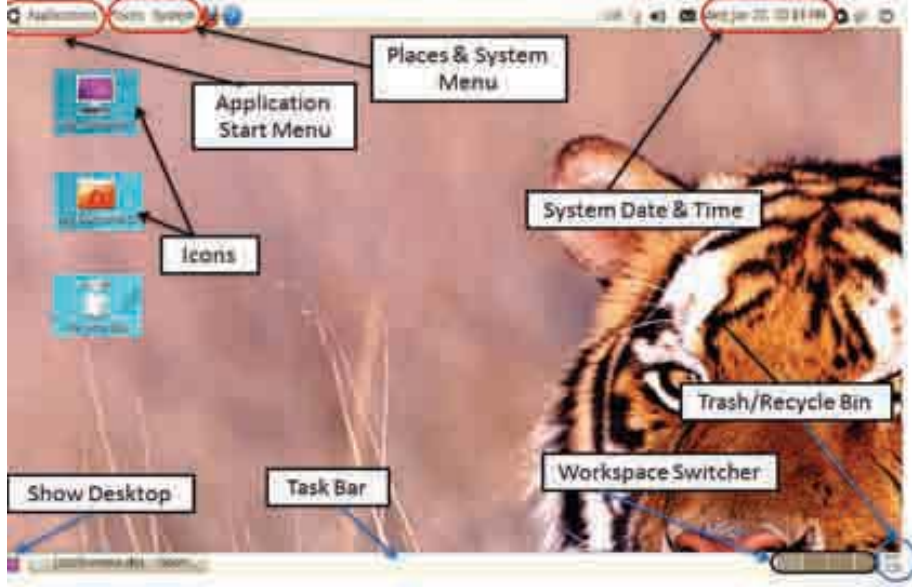 Applications Places System
Places & System
Menu
Application
Start Menu
System Date & Time
Icons
Trash/Recycle Bin
Workspace Switcher
Task Bar
Show Desktop